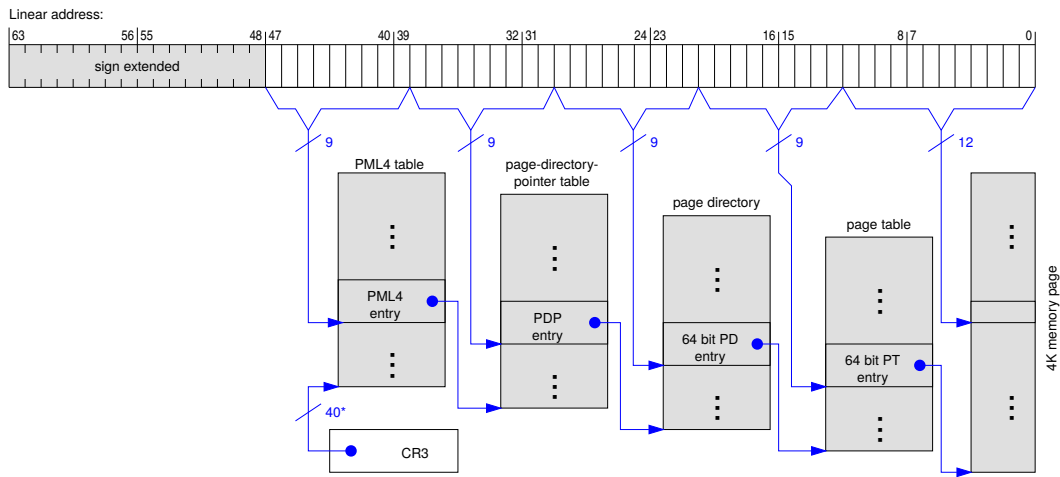 Linear address:
63 56 55 48 47 40 39 32 31 24 23 16 15 8 7 0
sign extended
9 9 9 9 12
PML4 table
page-directory-
pointer table
page directory
page table
PML4
entry
PDP
entry
64 bit PD
entry
64 bit PT
entry
4K memory page
40*
CR3